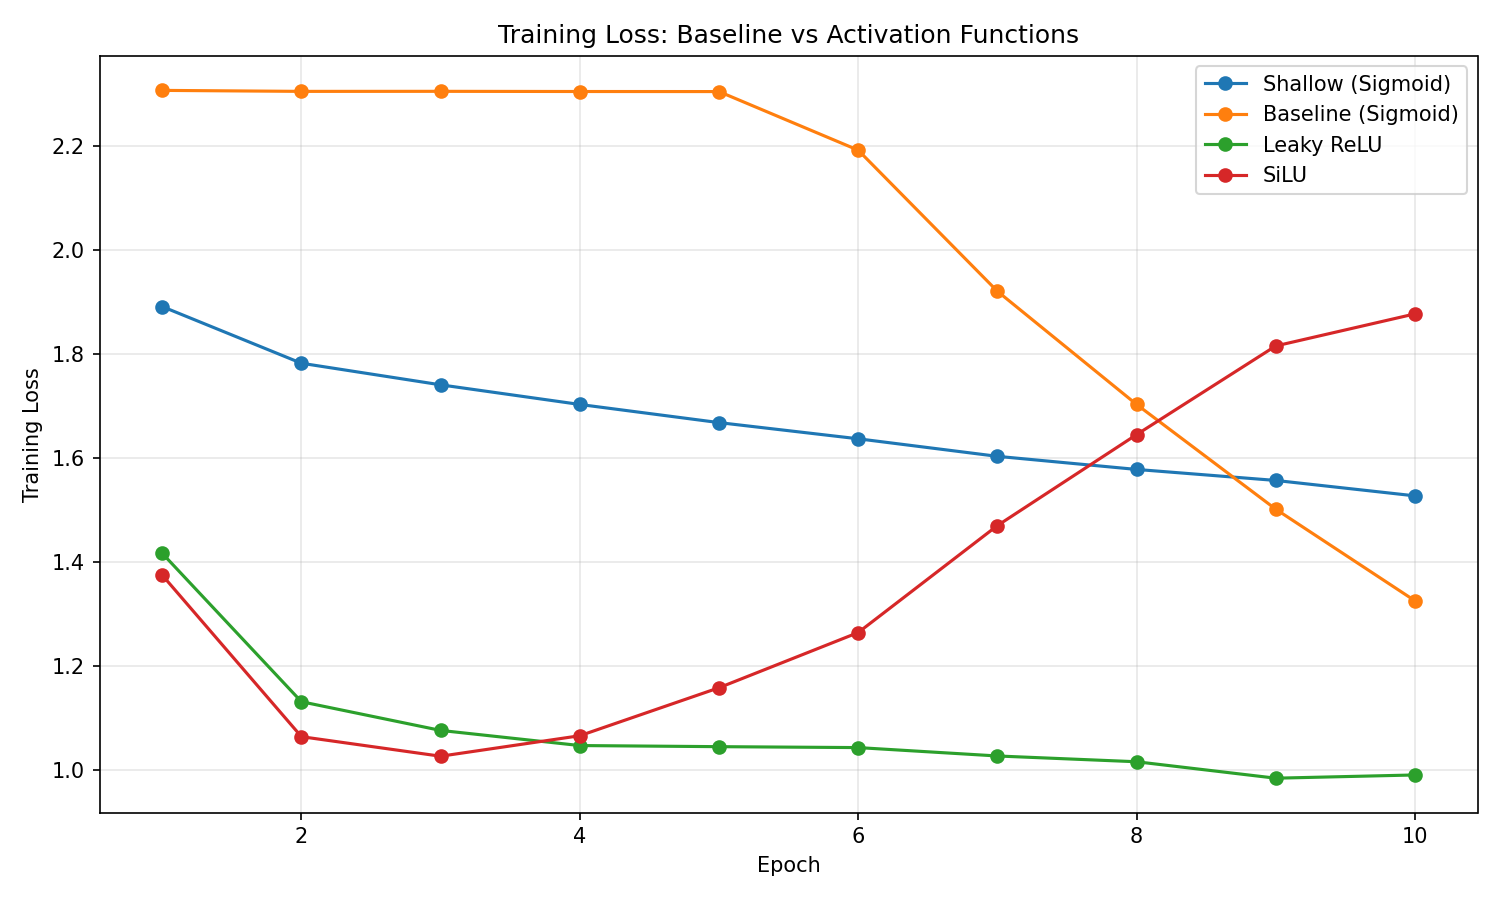 Training Loss: Baseline vs Activation Functions
Shallow (Sigmoid)
Baseline (Sigmoid)
Leaky ReLU
SiLU
Training Loss
2.2
2.0
1.8
1.6
1.4
1.2
1.0
2 4 6 8 10
Epoch